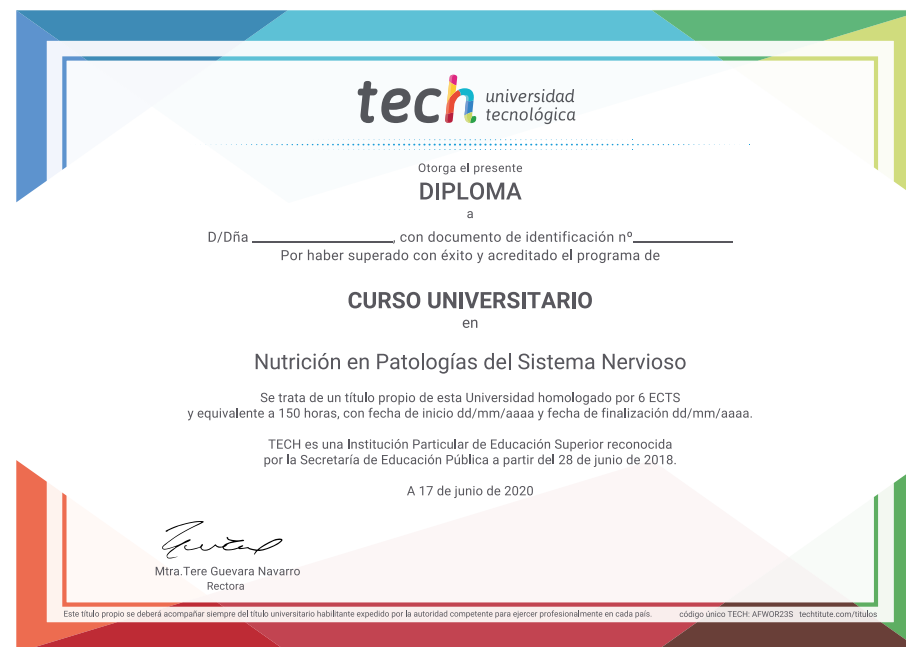 tech universidad
tecnológica
Otorga el presente
DIPLOMA
a
D/Dña ____________________, con documento de identificación nº______________
Por haber superado con éxito y acreditado el programa de
CURSO UNIVERSITARIO
en
Nutrición en Patologías del Sistema Nervioso
Se trata de un título propio de esta Universidad homologado por 6 ECTS
y equivalente a 150 horas, con fecha de inicio dd/mm/aaaa y fecha de finalización dd/mm/aaaa.
TECH es una Institución Particular de Educación Superior reconocida
por la Secretaría de Educación Pública a partir del 28 de junio de 2018.
A 17 de junio de 2020
Mtra.Tere Guevara Navarro
Rectora
Este título propio se deberá acompañar siempre del título universitario habilitante expedido por la autoridad competente para ejercer profesionalmente en cada país. código único TECH: AFWOR23S techtitute.com/títulos